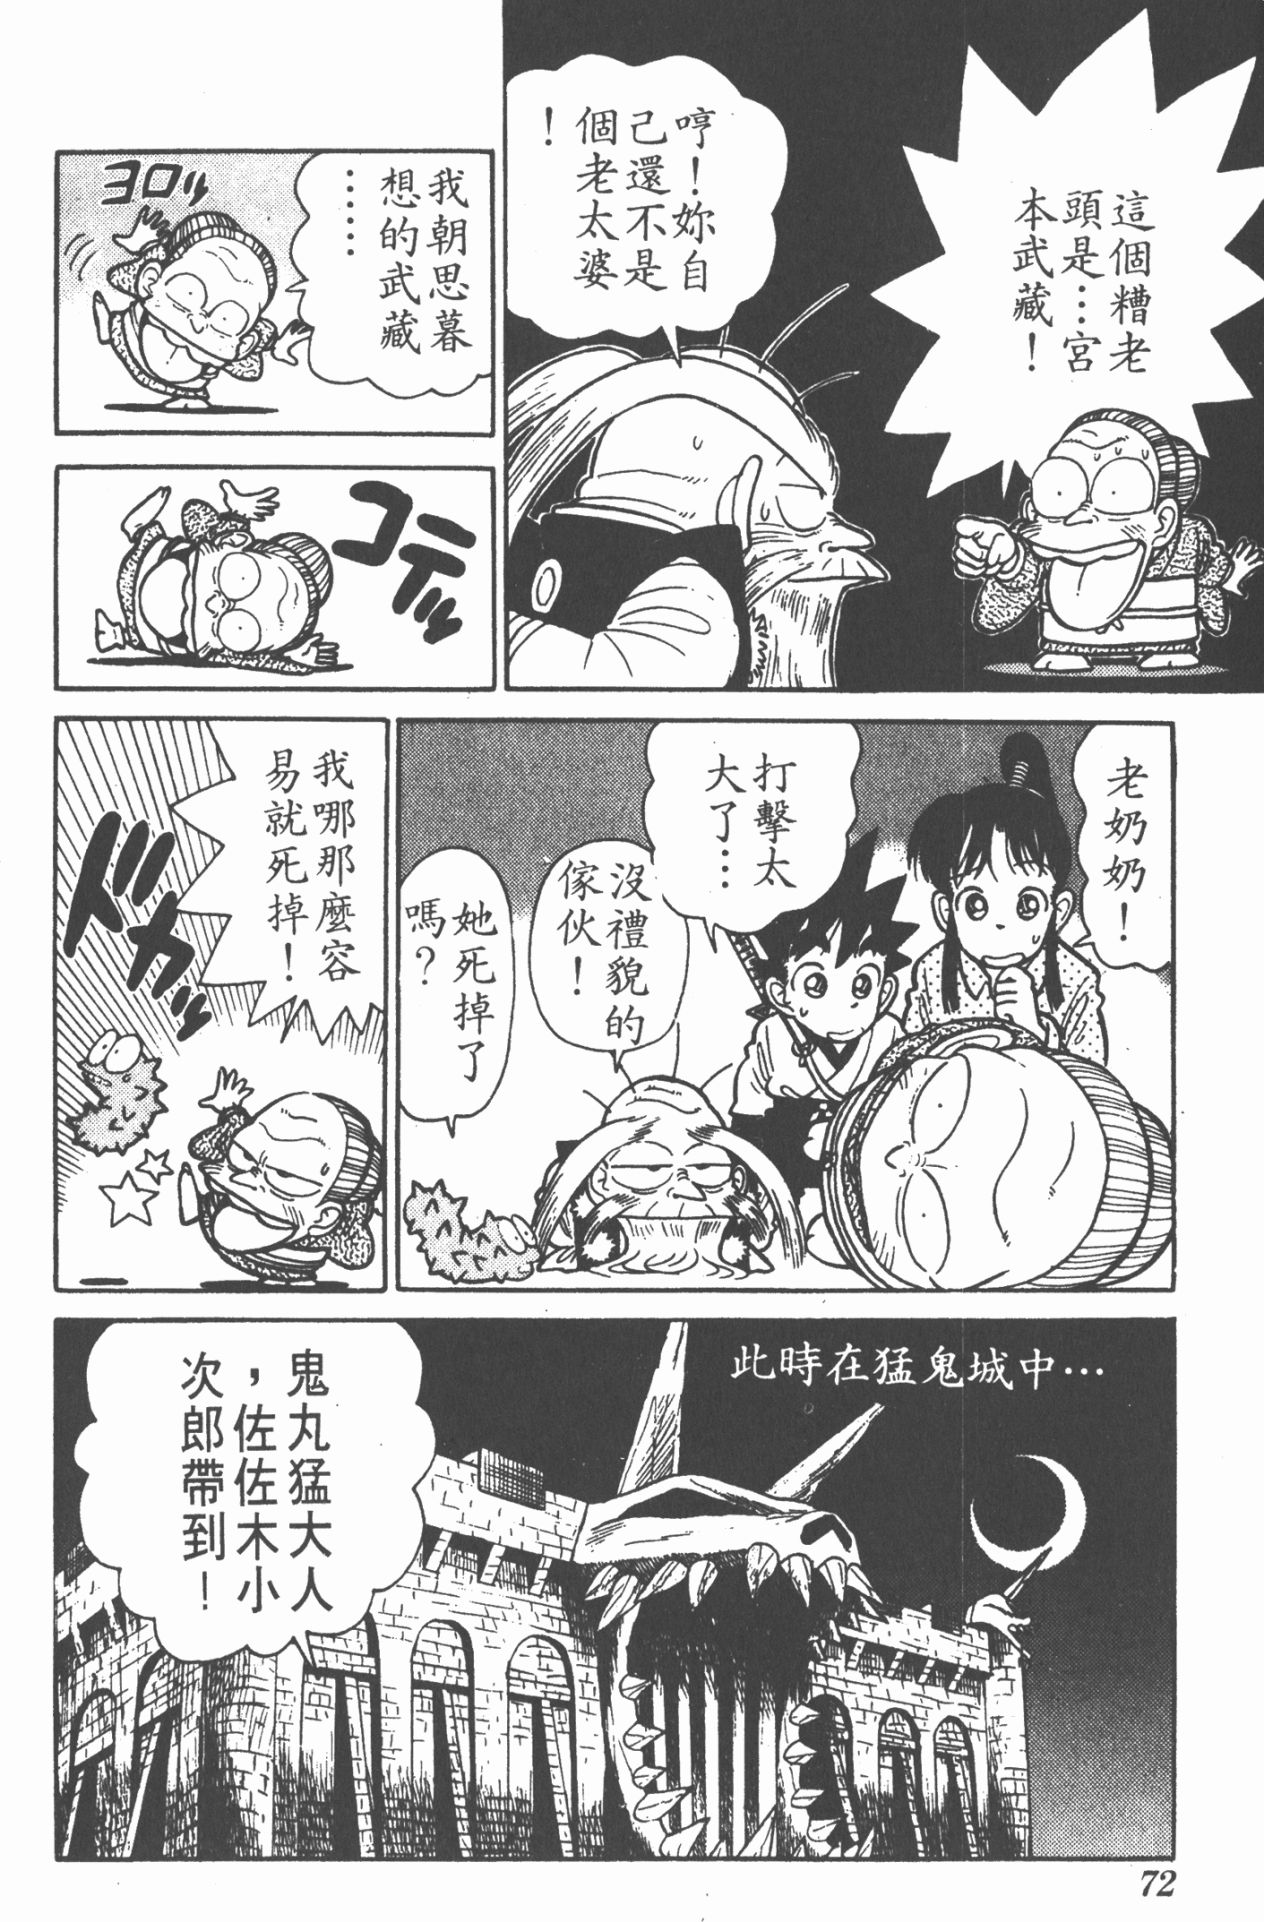 這個糟老
頭是…宮
本武藏！
哼！妳自
己還不是
個老太婆
！
我朝思暮
想的武藏
……
ヨロッ
コテッ
老奶奶！
打擊太
大了…
沒禮貌的
傢伙！
她死掉了
嗎？
我哪那麼容
易就死掉！
ドカッ
此時在猛鬼城中…
鬼丸猛大人
，佐佐木小
次郎帶到！
72